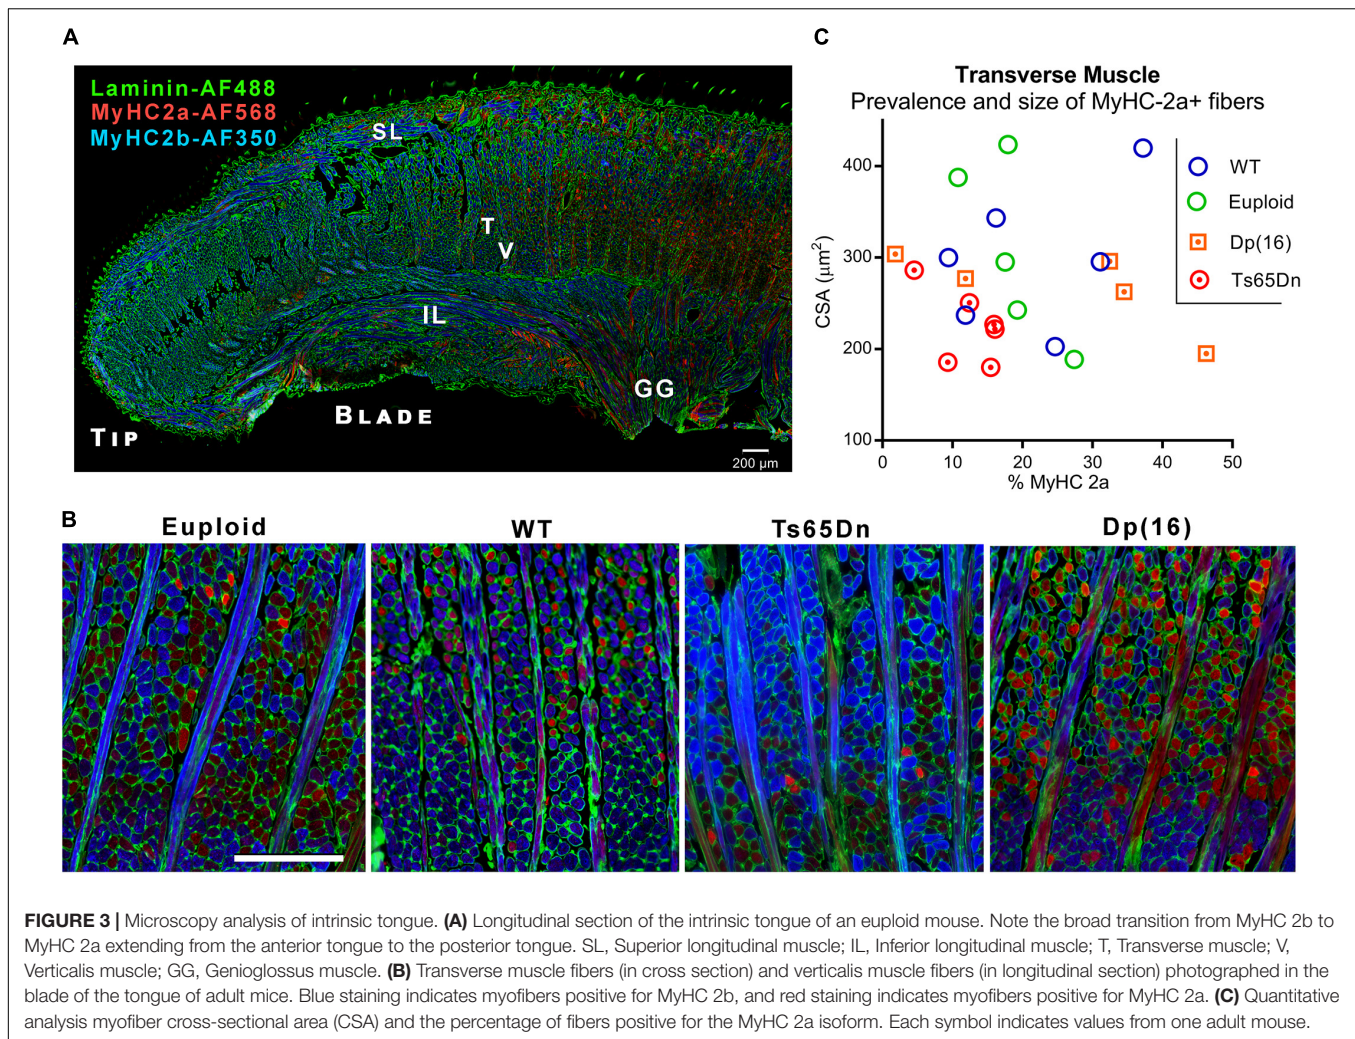 A
Laminin-AF488
MyHC2a-AF568
MyHC2b-AF350
SL
T
V
IL
GG
BLADE
TIP
200 µm
C
Transverse Muscle
Prevalence and size of MyHC-2a+ fibers
400
300
200
100
CSA (µm²)
0 10 20 30 40 50
% MyHC 2a
WT
Euploid
Dp(16)
Ts65Dn
B
Euploid WT Ts65Dn Dp(16)
FIGURE 3 | Microscopy analysis of intrinsic tongue. (A) Longitudinal section of the intrinsic tongue of an euploid mouse. Note the broad transition from MyHC 2b to
MyHC 2a extending from the anterior tongue to the posterior tongue. SL, Superior longitudinal muscle; IL, Inferior longitudinal muscle; T, Transverse muscle; V,
Verticalis muscle; GG, Genioglossus muscle. (B) Transverse muscle fibers (in cross section) and verticalis muscle fibers (in longitudinal section) photographed in the
blade of the tongue of adult mice. Blue staining indicates myofibers positive for MyHC 2b, and red staining indicates myofibers positive for MyHC 2a. (C) Quantitative
analysis myofiber cross-sectional area (CSA) and the percentage of fibers positive for the MyHC 2a isoform. Each symbol indicates values from one adult mouse.